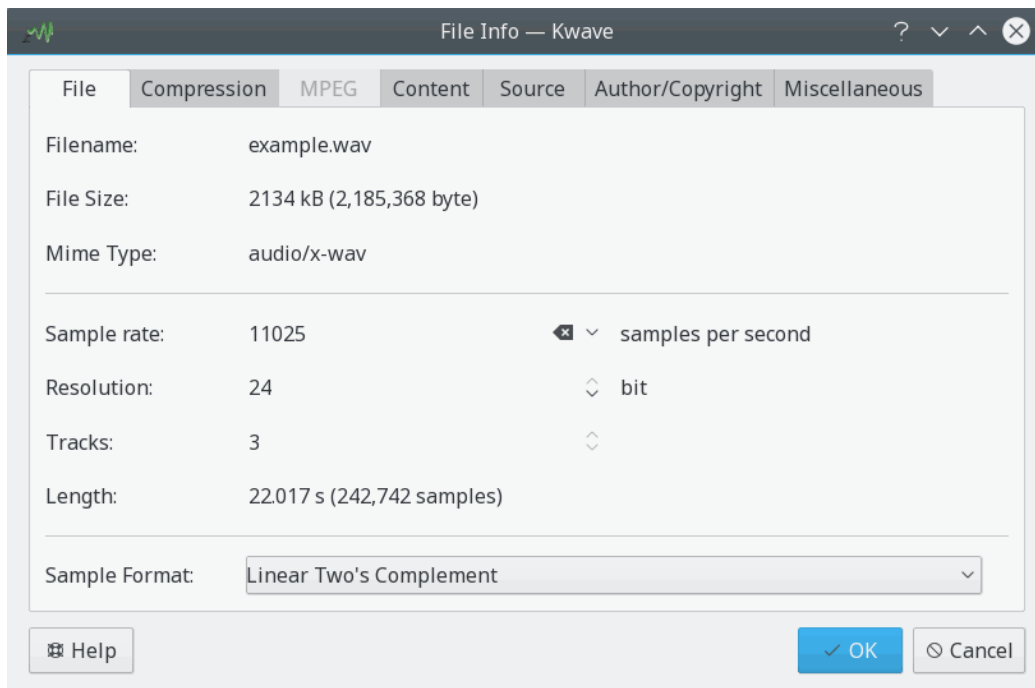 File Info — Kwave
File Compression MPEG Content Source Author/Copyright Miscellaneous
Filename: example.wav
File Size: 2134 kB (2,185,368 byte)
Mime Type: audio/x-wav
Sample rate: 11025 samples per second
Resolution: 24 bit
Tracks: 3
Length: 22.017 s (242,742 samples)
Sample Format: Linear Two's Complement
Help OK Cancel